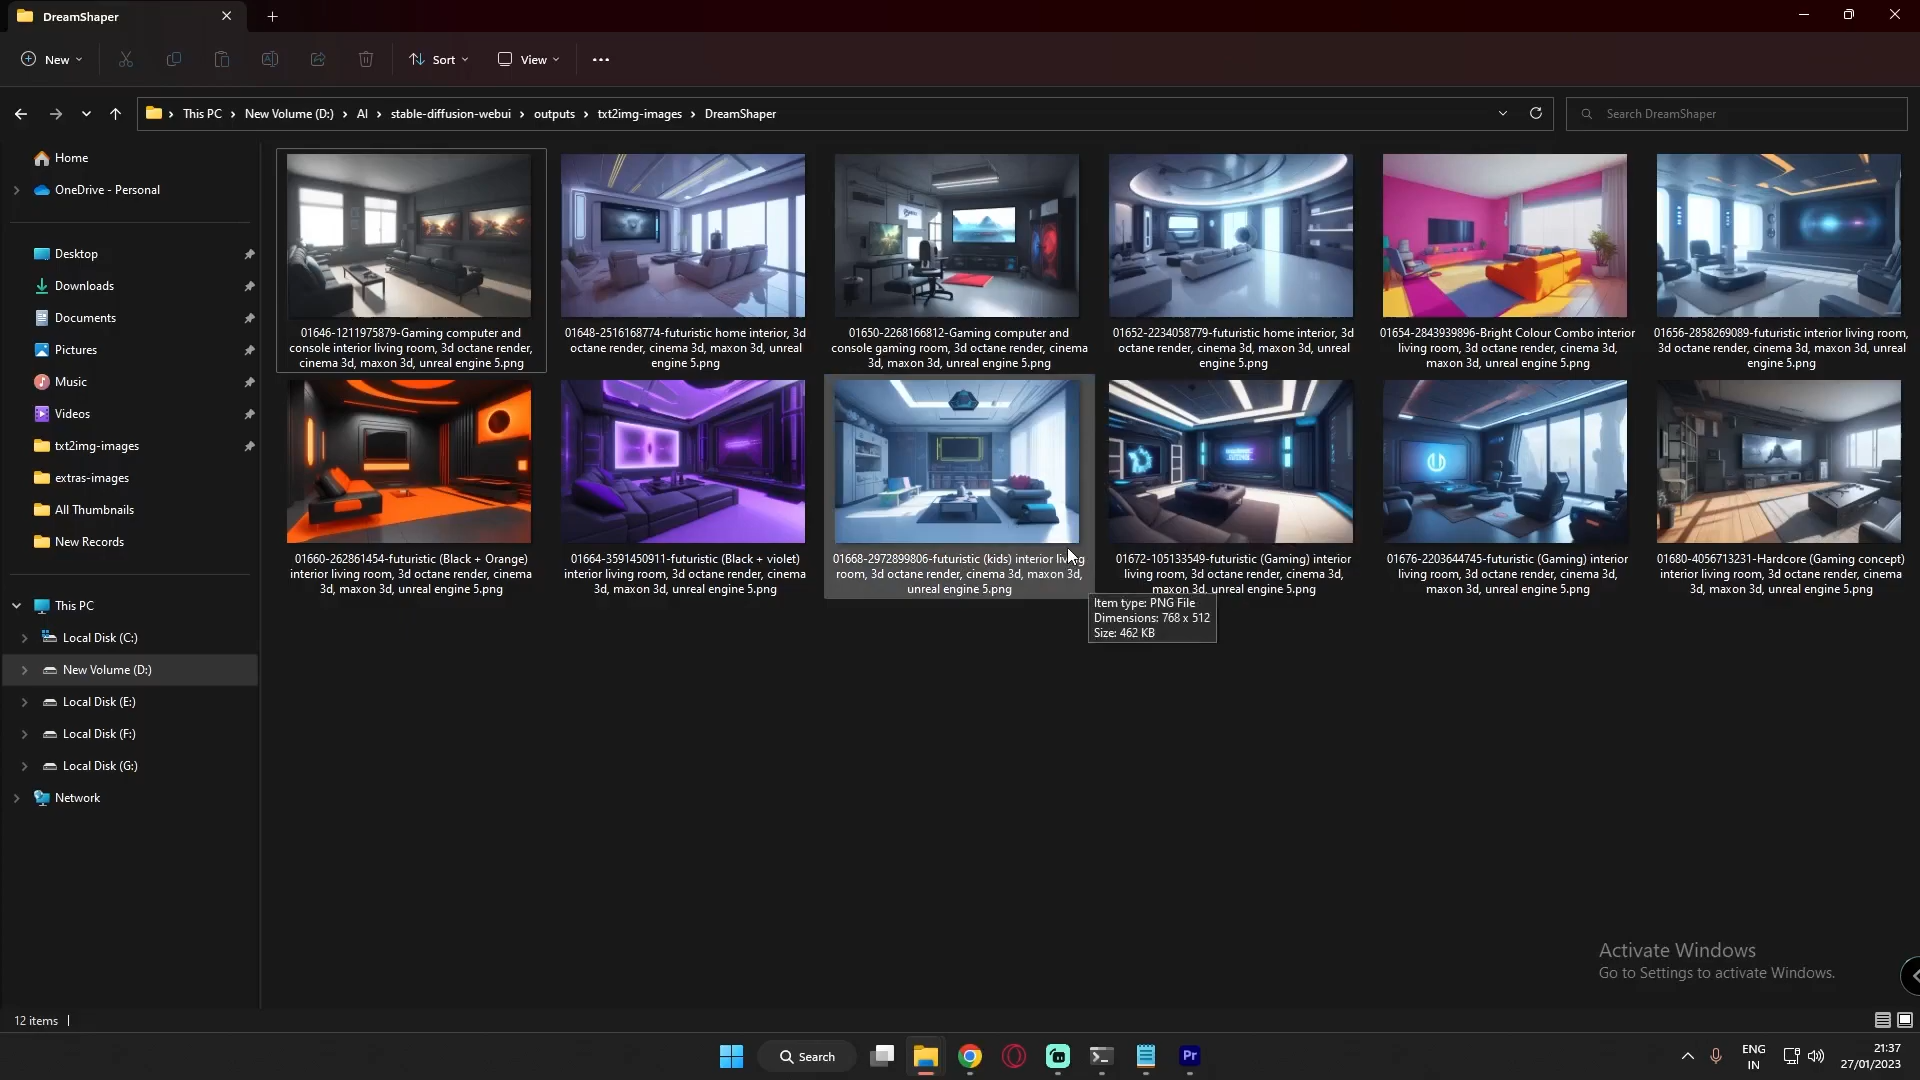 DreamShaper
New
Sort
View
This PC > New Volume (D:) > AI > stable-diffusion-webui > outputs > txt2img-images > DreamShaper
Search DreamShaper
Home
OneDrive - Personal
Desktop
Downloads
Documents
Pictures
Music
Videos
txt2img-images
extras-images
All Thumbnails
New Records
This PC
Local Disk (C:)
New Volume (D:)
Local Disk (E:)
Local Disk (F:)
Local Disk (G:)
Network
01646-1211975879-Gaming computer and
console interior living room, 3d octane render,
cinema 3d, maxon 3d, unreal engine 5.png
01648-2516168774-futuristic home interior, 3d
octane render, cinema 3d, maxon 3d, unreal
engine 5.png
01650-2268166812-Gaming computer and
console gaming room, 3d octane render, cinema
3d, maxon 3d, unreal engine 5.png
01652-2234058779-futuristic home interior, 3d
octane render, cinema 3d, maxon 3d, unreal
engine 5.png
01654-2843939896-Bright Colour Combo interior
living room, 3d octane render, cinema 3d,
maxon 3d, unreal engine 5.png
01656-2858269089-futuristic interior living room,
3d octane render, cinema 3d, maxon 3d, unreal
engine 5.png
01660-262861454-futuristic (Black + Orange)
interior living room, 3d octane render, cinema
3d, maxon 3d, unreal engine 5.png
01664-3591450911-futuristic (Black + violet)
interior living room, 3d octane render, cinema
3d, maxon 3d, unreal engine 5.png
01668-2972899806-futuristic (kids) interior living
room, 3d octane render, cinema 3d, maxon 3d,
unreal engine 5.png
01672-105133549-futuristic (Gaming) interior
living room, 3d octane render, cinema 3d,
maxon 3d, unreal engine 5.png
01676-2203644745-futuristic (Gaming) interior
living room, 3d octane render, cinema 3d,
maxon 3d, unreal engine 5.png
01680-4056713231-Hardcore (Gaming concept)
interior living room, 3d octane render, cinema
3d, maxon 3d, unreal engine 5.png
Item type: PNG File
Dimensions: 768 x 512
Size: 462 KB
Activate Windows
Go to Settings to activate Windows.
12 items
Search
Pr
ENG
IN
21:37
27/01/2023